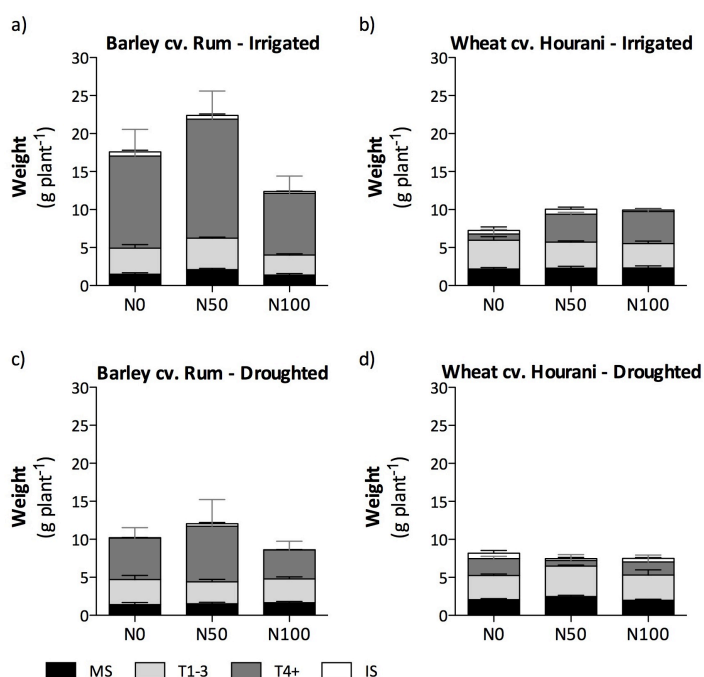 a)
Barley cv. Rum - Irrigated
30
25
20
15
10
5
0
Weight
(g plant-1)
N0 N50 N100
b)
Wheat cv. Hourani - Irrigated
30
25
20
15
10
5
0
Weight
(g plant-1)
N0 N50 N100
c)
Barley cv. Rum - Droughted
30
25
20
15
10
5
0
Weight
(g plant-1)
N0 N50 N100
d)
Wheat cv. Hourani - Droughted
30
25
20
15
10
5
0
Weight
(g plant-1)
N0 N50 N100
MS T1-3 T4+ IS